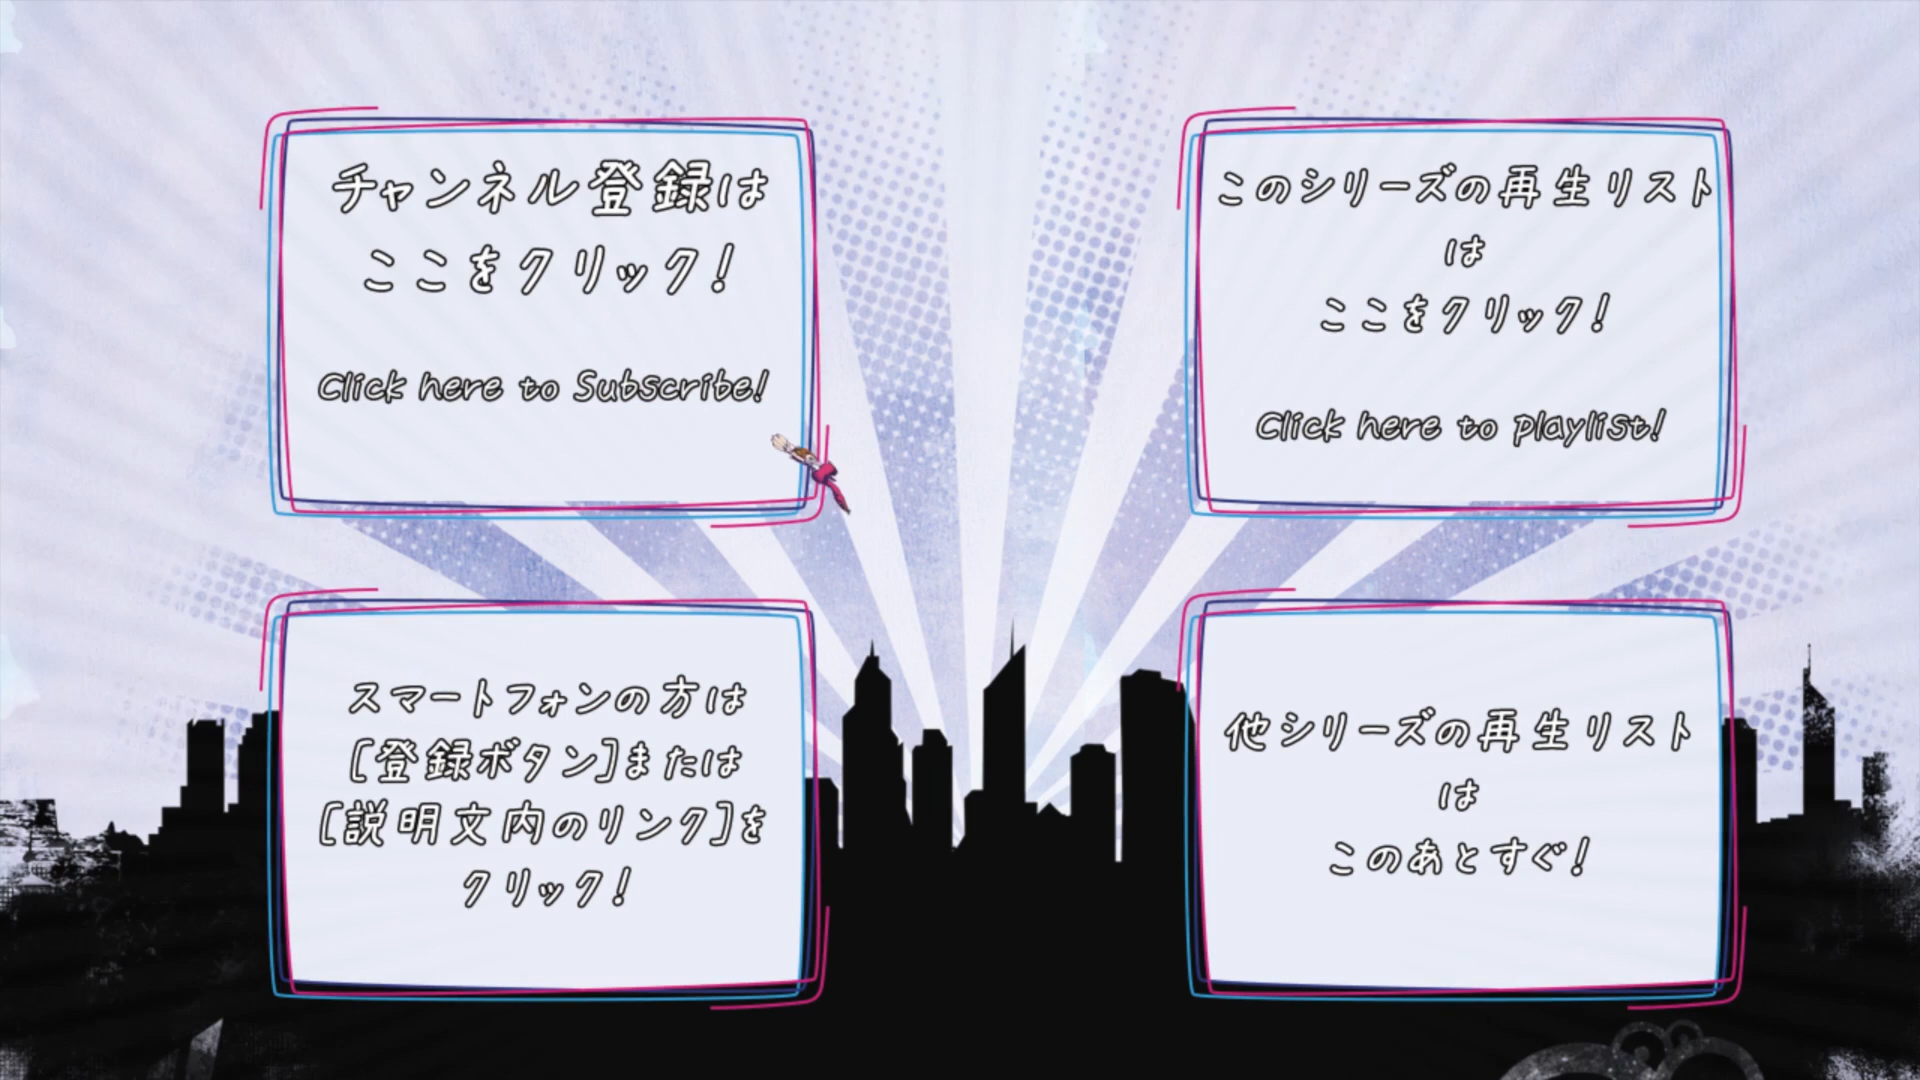 チャンネル登録は
ここをクリック!
Click here to Subscribe!
このシリーズの再生リスト
は
ここをクリック!
Click here to playlist!
スマートフォンの方は
[登録ボタン]または
[説明文内のリンク]を
クリック!
他シリーズの再生リスト
は
このあとすぐ!